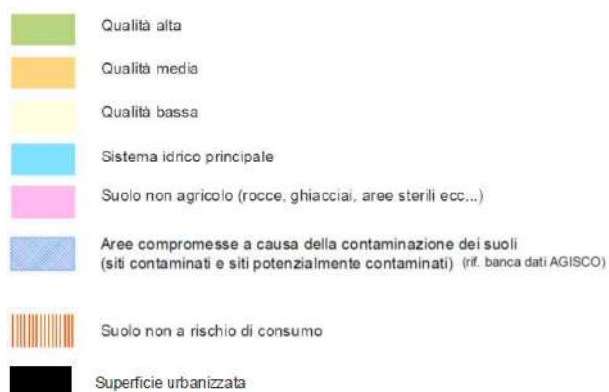 Qualità alta
Qualità media
Qualità bassa
Sistema idrico principale
Suolo non agricolo (rocce, ghiacciai, aree sterili ecc...)
Aree compromesse a causa della contaminazione dei suoli
(siti contaminati e siti potenzialmente contaminati) (rif. banca dati AGISCO)
Suolo non a rischio di consumo
Superficie urbanizzata